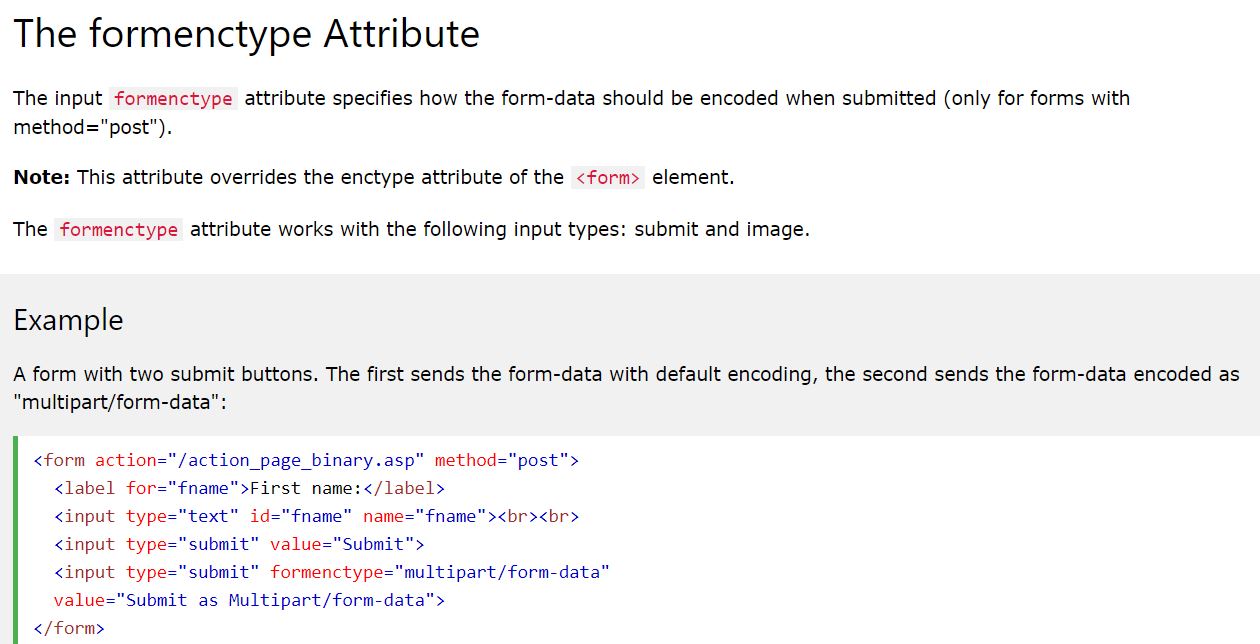 The formenctype Attribute
The input formenctype attribute specifies how the form-data should be encoded when submitted (only for forms with
method="post").
Note: This attribute overrides the enctype attribute of the <form> element.
The formenctype attribute works with the following input types: submit and image.
Example
A form with two submit buttons. The first sends the form-data with default encoding, the second sends the form-data encoded as
"multipart/form-data":
<form action="/action_page_binary.asp" method="post">
  <label for="fname">First name:</label>
  <input type="text" id="fname" name="fname"><br><br>
  <input type="submit" value="Submit">
  <input type="submit" formenctype="multipart/form-data"
  value="Submit as Multipart/form-data">
</form>